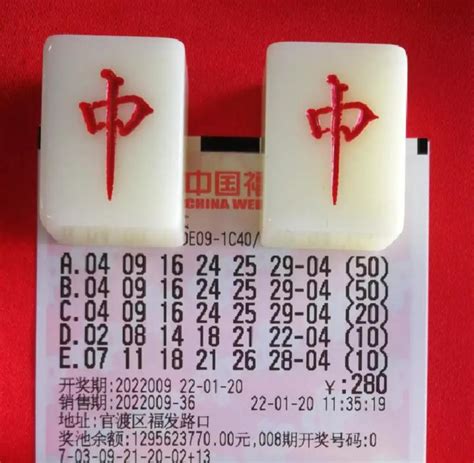 中 中
中国福
CHINA WEL
DE09-1C40/
A.04 09 16 24 25 29-04 (50)
B.04 09 16 24 25 29-04 (50)
C.04 09 16 24 25 29-04 (20)
D.02 08 14 18 21 22-04 (10)
E.07 11 18 21 26 28-04 (10)
开奖期:2022009 22-01-20 ¥:280
销售期:2022009-36 22-01-20 11:35:19
地址:官渡区福发路口
奖池余额:1295623770.00元,008期开奖号码:0
7-03-09-21-20-02+13